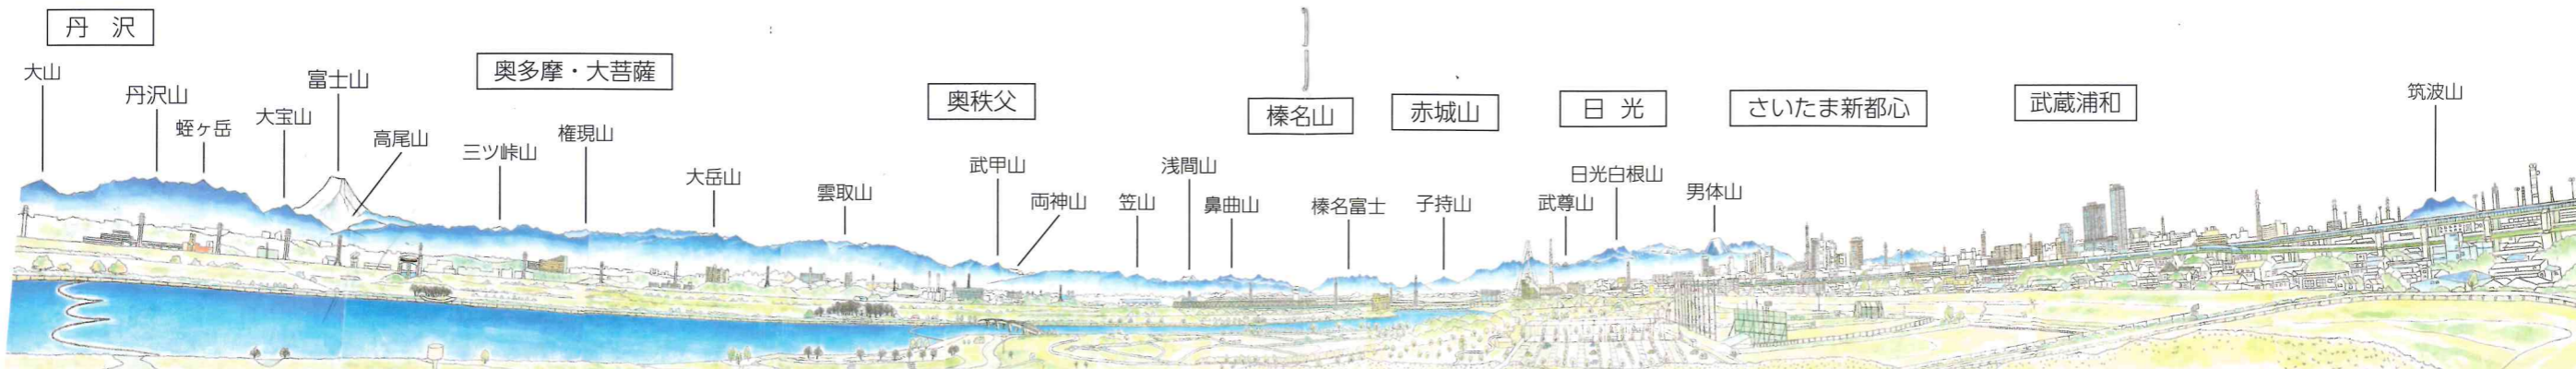 丹沢
大山
丹沢山
蛭ヶ岳
大宝山
富士山
高尾山
奥多摩・大菩薩
三ツ峠山
権現山
大岳山
雲取山
奥秩父
武甲山
両神山
笠山
浅間山
鼻曲山
榛名山
榛名富士
赤城山
子持山
日光
武尊山
日光白根山
男体山
さいたま新都心
武蔵浦和
筑波山